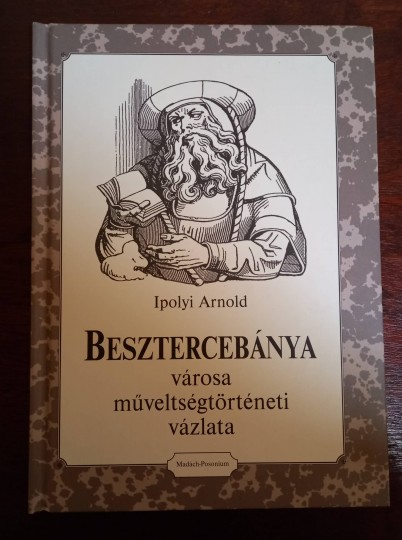 Ipolyi Arnold
BESZTERCEBÁNYA
városa
műveltségtörténeti
vázlata
Madách-Posonium